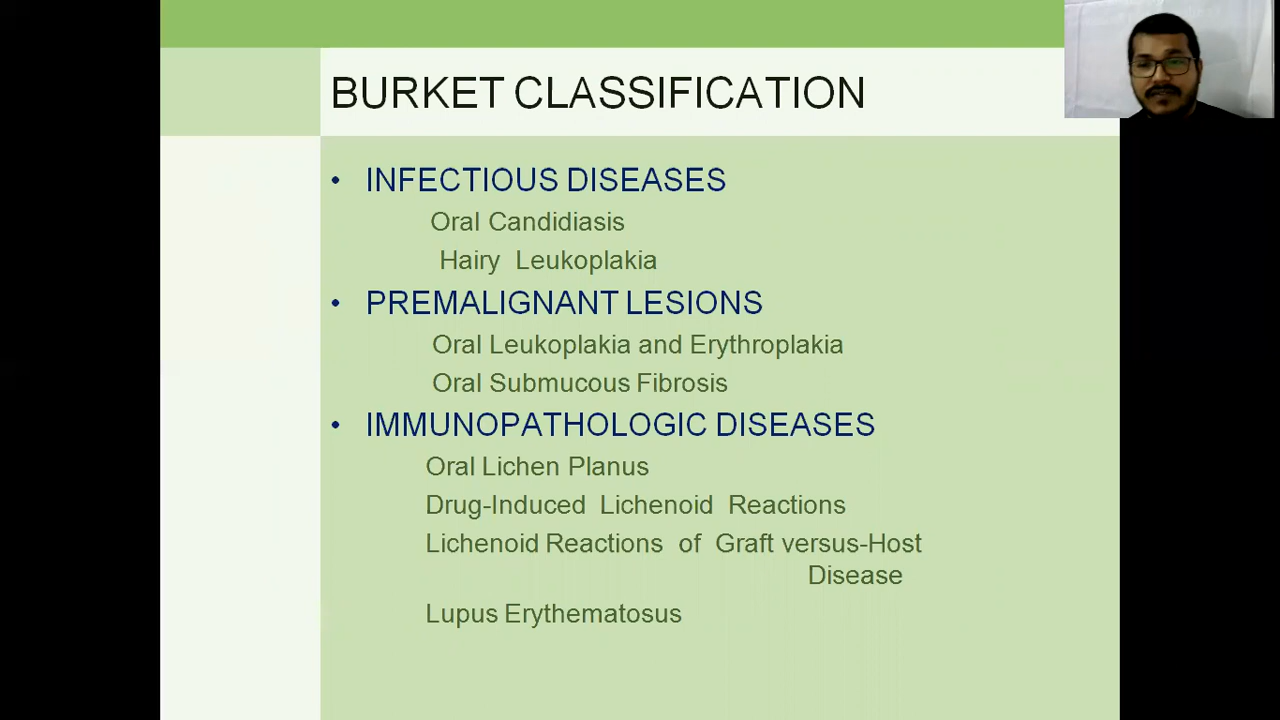 BURKET CLASSIFICATION
• INFECTIOUS DISEASES
Oral Candidiasis
Hairy Leukoplakia
• PREMALIGNANT LESIONS
Oral Leukoplakia and Erythroplakia
Oral Submucous Fibrosis
• IMMUNOPATHOLOGIC DISEASES
Oral Lichen Planus
Drug-Induced Lichenoid Reactions
Lichenoid Reactions of Graft versus-Host
Disease
Lupus Erythematosus